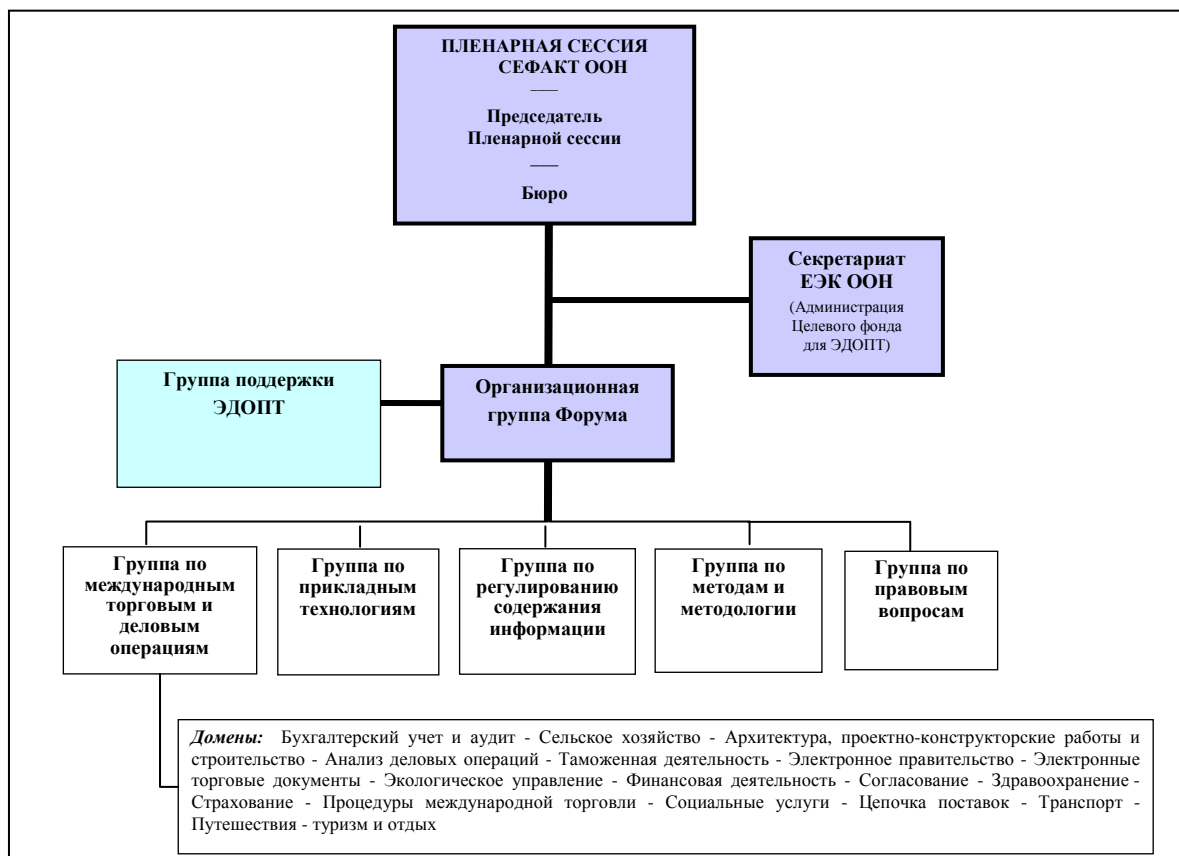 ПЛЕНАРНАЯ СЕССИЯ
СЕФАКТ ООН
Председатель
Пленарной сессии
Бюро
Секретариат
ЕЭК ООН
(Администрация
Целевого фонда
для ЭДОПТ)
Группа поддержки
ЭДОПТ
Организационная
группа Форума
Группа по
международным
торговым и
деловым
операциям
Группа по
прикладным
технологиям
Группа по
регулированию
содержания
информации
Группа по
методам и
методологии
Группа по
правовым
вопросам
Домены: Бухгалтерский учет и аудит - Сельское хозяйство - Архитектура, проектно-конструкторские работы и
строительство - Анализ деловых операций - Таможенная деятельность - Электронное правительство - Электронные
торговые документы - Экологическое управление - Финансовая деятельность - Согласование - Здравоохранение -
Страхование - Процедуры международной торговли - Социальные услуги - Цепочка поставок - Транспорт -
Путешествия - туризм и отдых